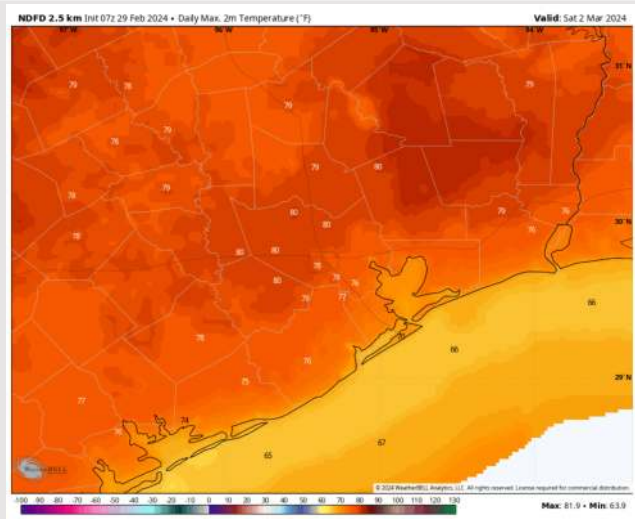 NDFD 2.5 km Init 07z 29 Feb 2024 • Daily Max. 2m Temperature (°F)
Valid: Sat 2 Mar 2024
97°W 96°W 95°W 94°W
31°N
79 78 79 79
78 79
79 80
78 79
80 79 76
78 80 76
30°N
80 80 78
80 78 76
76 77
66
78 66
70
29°N
75
77
74
76
67
65
WeatherBELL
© 2024 WeatherBELL Analytics, LLC. All rights reserved. License required for commercial distribution.
-100 -90 -80 -70 -60 -50 -40 -30 -20 -10 0 10 20 30 40 50 60 70 80 90 100 110 120 130
Max: 81.9 • Min: 63.9